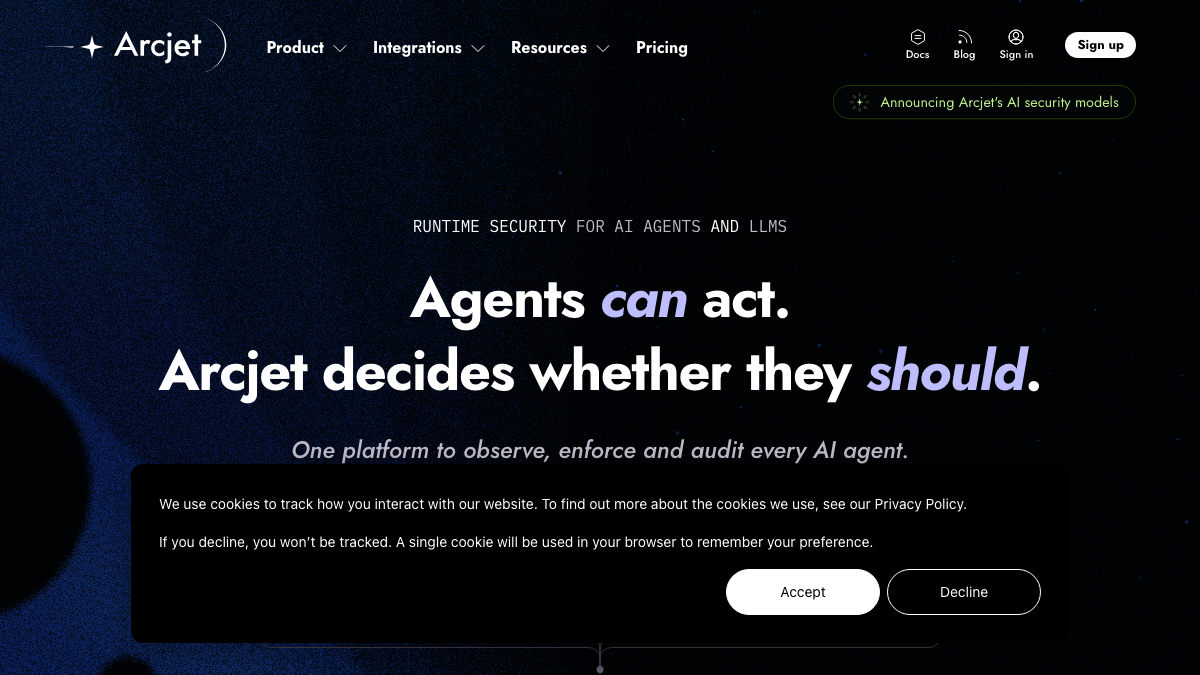 Arcjet
Product
Integrations
Resources
Pricing
Docs
Blog
Sign in
Sign up
Announcing Arcjet's AI security models
RUNTIME SECURITY FOR AI AGENTS AND LLMS
Agents can act.
Arcjet decides whether they should.
One platform to observe, enforce and audit every AI agent.
We use cookies to track how you interact with our website. To find out more about the cookies we use, see our Privacy Policy.
If you decline, you won’t be tracked. A single cookie will be used in your browser to remember your preference.
Accept
Decline